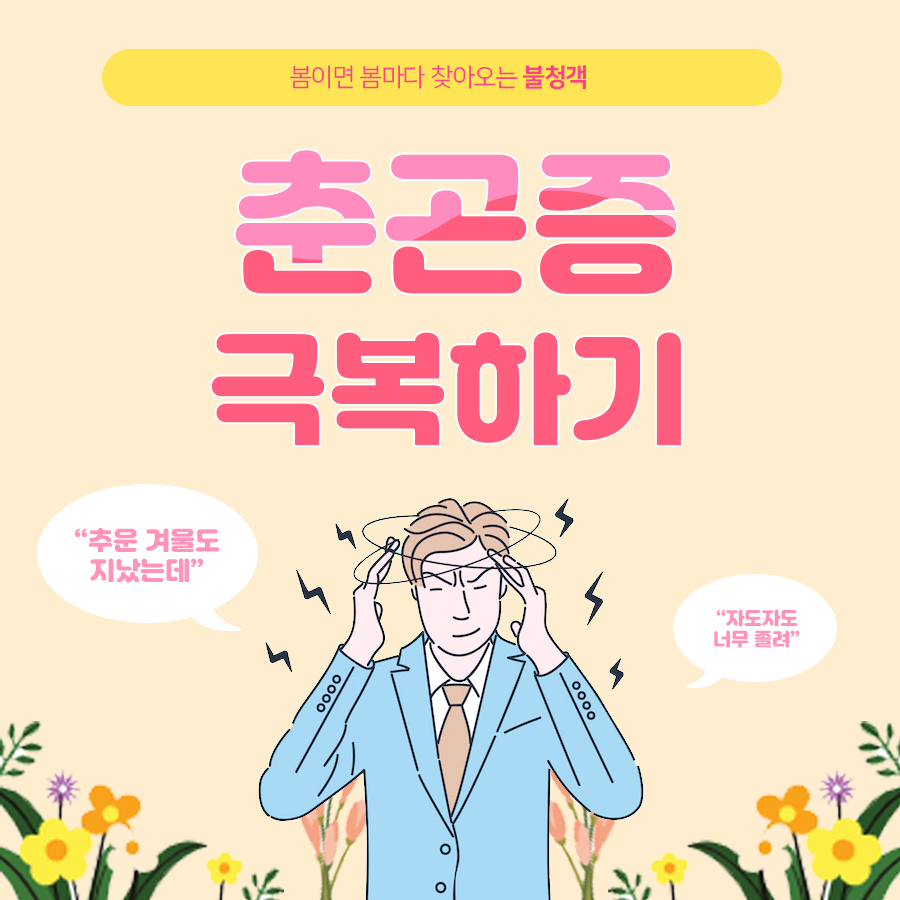 봄이면 봄마다 찾아오는 불청객
춘곤증
극복하기
“추운 겨울도
지났는데”
“자도자도
너무 졸려”